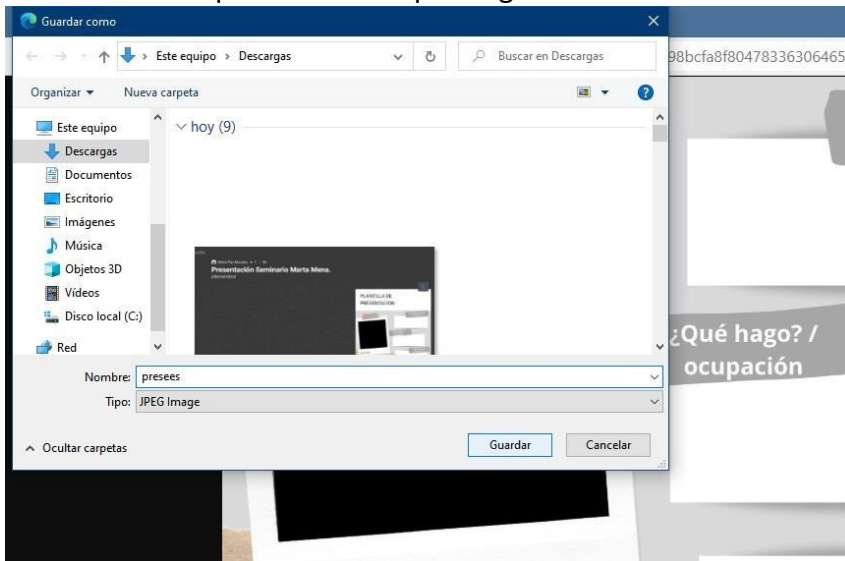 Guardar como
Este equipo > Descargas
Buscar en Descargas
98bcfa8f80478336306465
Organizar
Nueva carpeta
Este equipo
Descargas
Documentos
Escritorio
Imágenes
Música
Objetos 3D
Vídeos
Disco local (C:)
Red
hoy (9)
Presentación Seminario Marta Mena.
PLANTILLA DE
PRESENTACIÓN
Nombre: presees
Tipo: JPEG Image
Ocultar carpetas
Guardar
Cancelar
¿Qué hago? /
ocupación